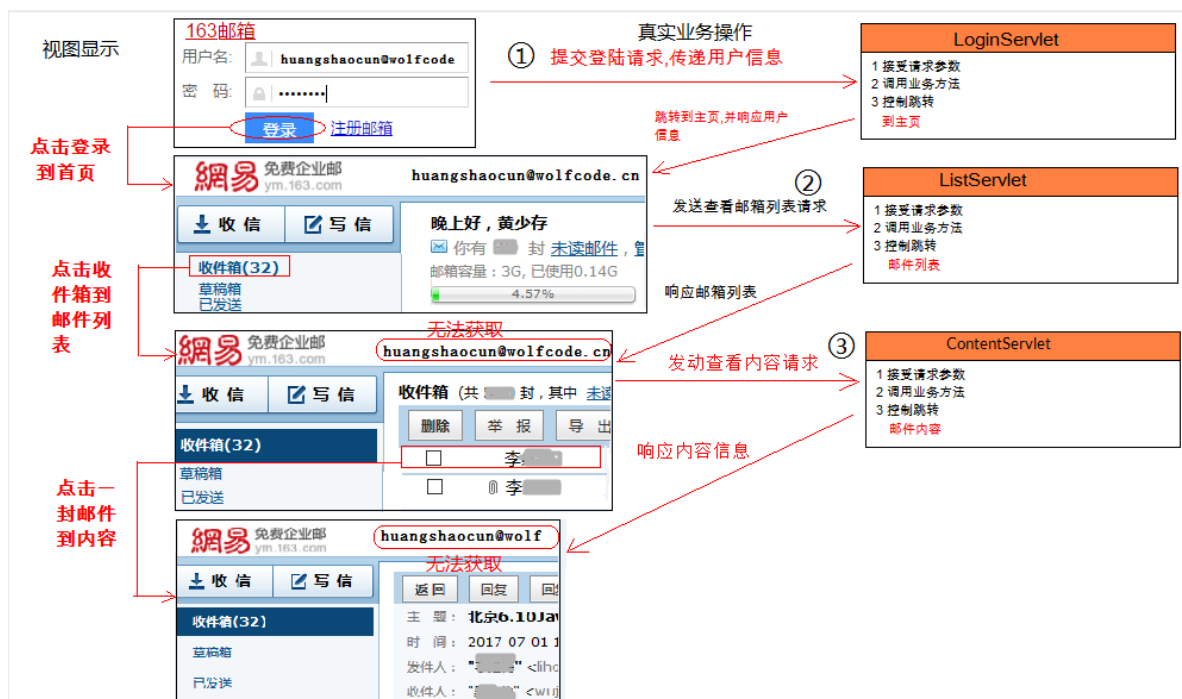 视图显示
163邮箱
用户名: huangshaocun@wolfcode
密 码: ••••••••
登录 注册邮箱
点击登录
到首页
真实业务操作
① 提交登陆请求,传递用户信息
LoginServlet
1 接受请求参数
2 调用业务方法
3 控制跳转
到主页
跳转到主页,并响应用户
信息
網易 免费企业邮
ym.163.com
huangshaocun@wolfcode.cn
收 信 写 信
收件箱(32)
草稿箱
已发送
晚上好，黄少存
你有 封 未读邮件，
邮箱容量：3G, 已使用0.14G
4.57%
②
发送查看邮箱列表请求
ListServlet
1 接受请求参数
2 调用业务方法
3 控制跳转
邮件列表
点击收
件箱到
邮件列
表
响应邮箱列表
無法获取
網易 免费企业邮
ym.163.com
huangshaocun@wolfcode.cn
收 信 写 信
收件箱(32)
草稿箱
已发送
收件箱 (共 封，其中 未读
删除 举 报 导 出
李
李
③
发动查看内容请求
ContentServlet
1 接受请求参数
2 调用业务方法
3 控制跳转
邮件内容
响应内容信息
点击一
封邮件
到内容
網易 免费企业邮
ym.163.com
huangshaocun@wolf
无法获取
收 信 写 信
收件箱(32)
草稿箱
已发送
返回 回复
主 题：北京6.10Jav
时 间：2017 07 01 1
发件人：" " <liho
收件人：" " <wuj